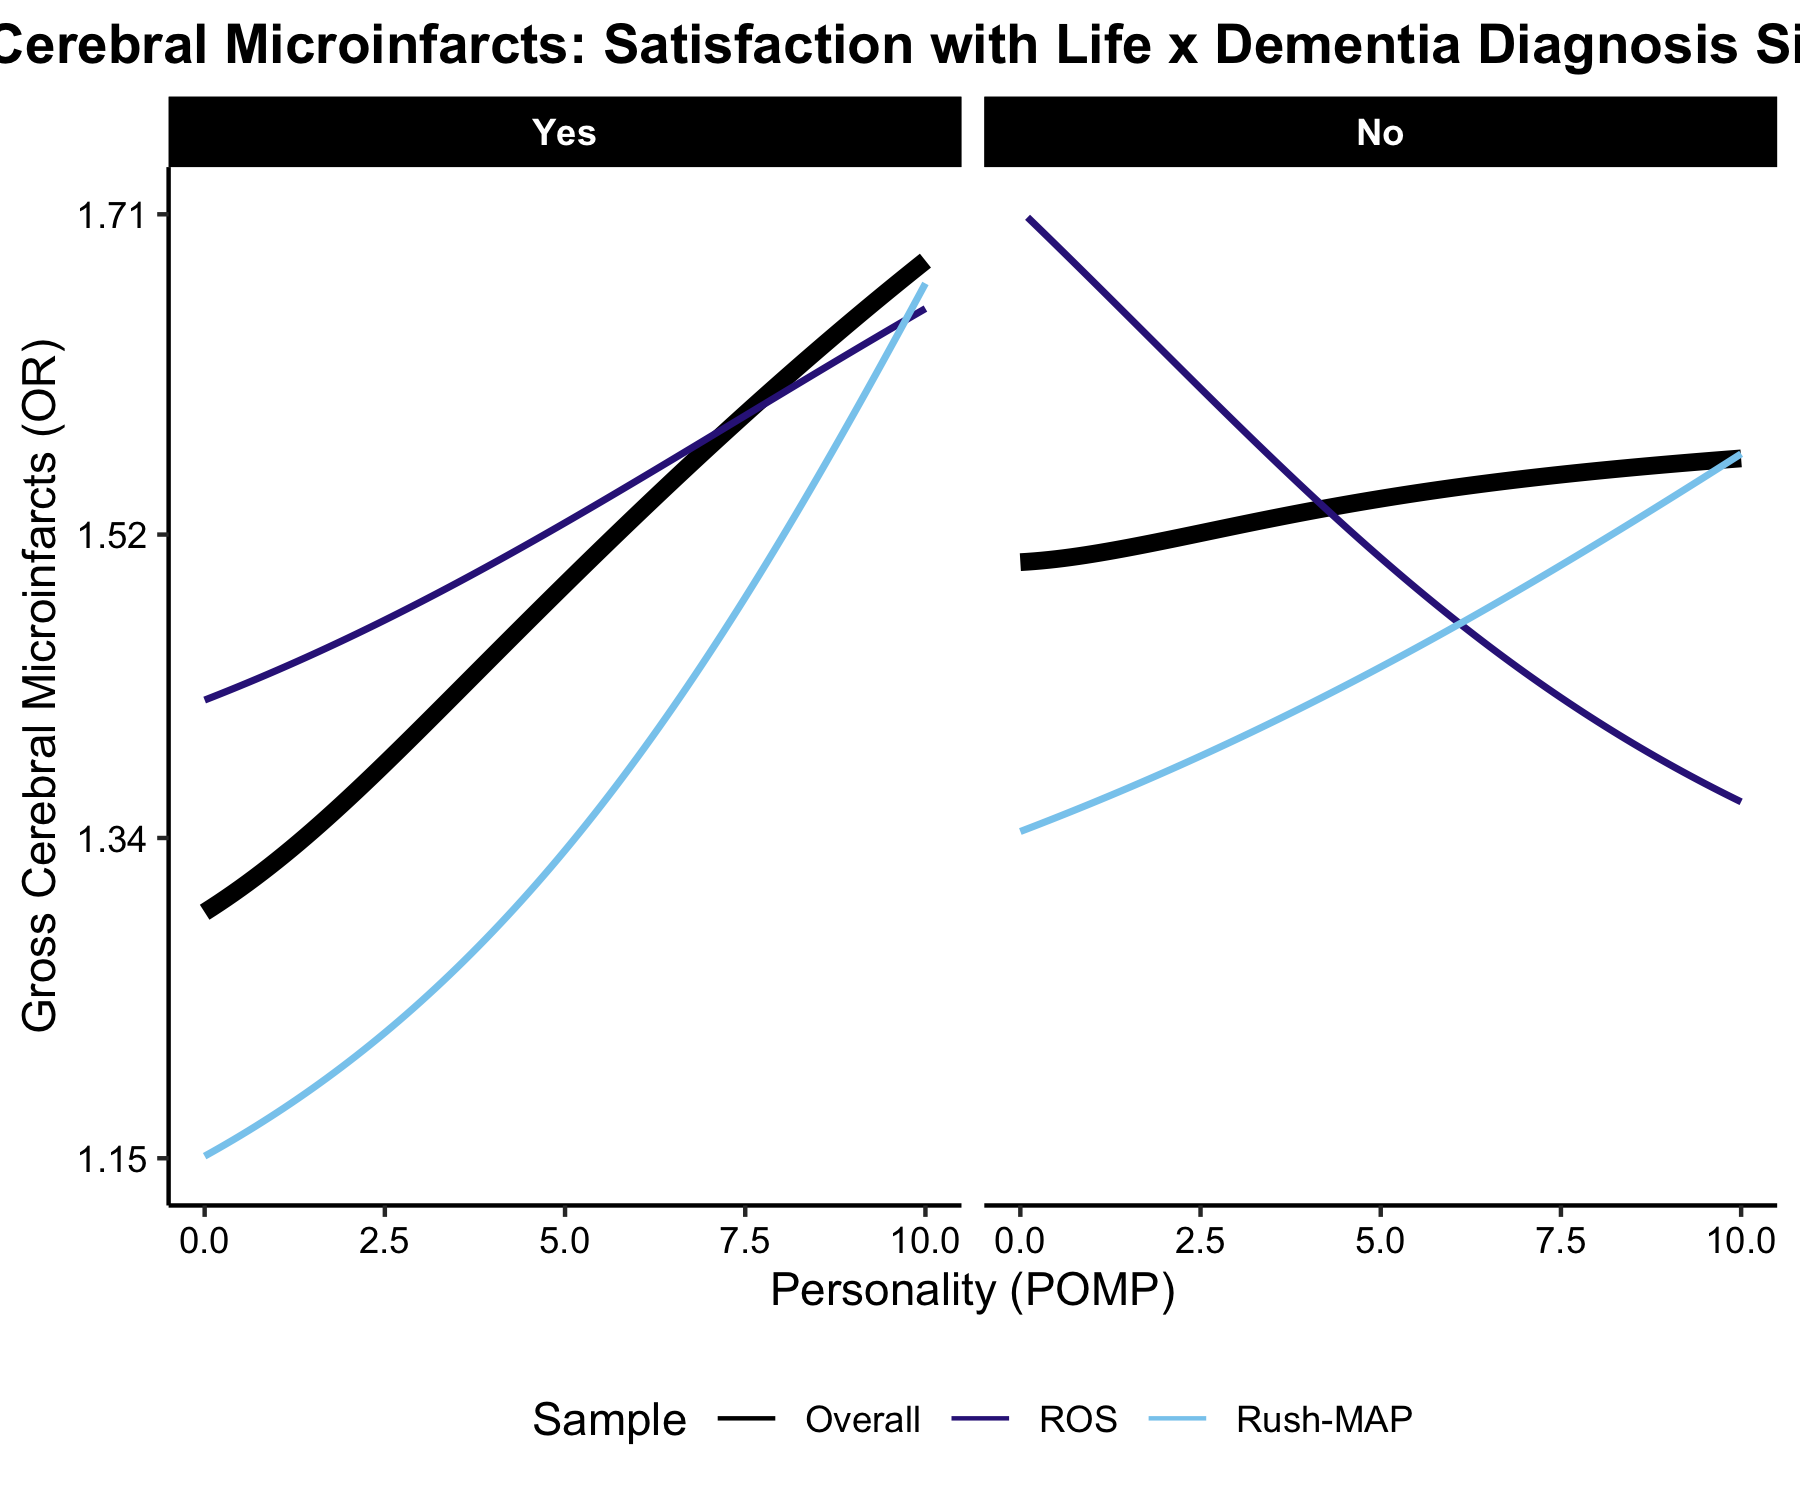 Cerebral Microinfarcts: Satisfaction with Life x Dementia Diagnosis Si
Yes
No
Gross Cerebral Microinfarcts (OR)
1.71
1.52
1.34
1.15
0.0 2.5 5.0 7.5 10.0
0.0 2.5 5.0 7.5 10.0
Personality (POMP)
Sample Overall ROS Rush-MAP